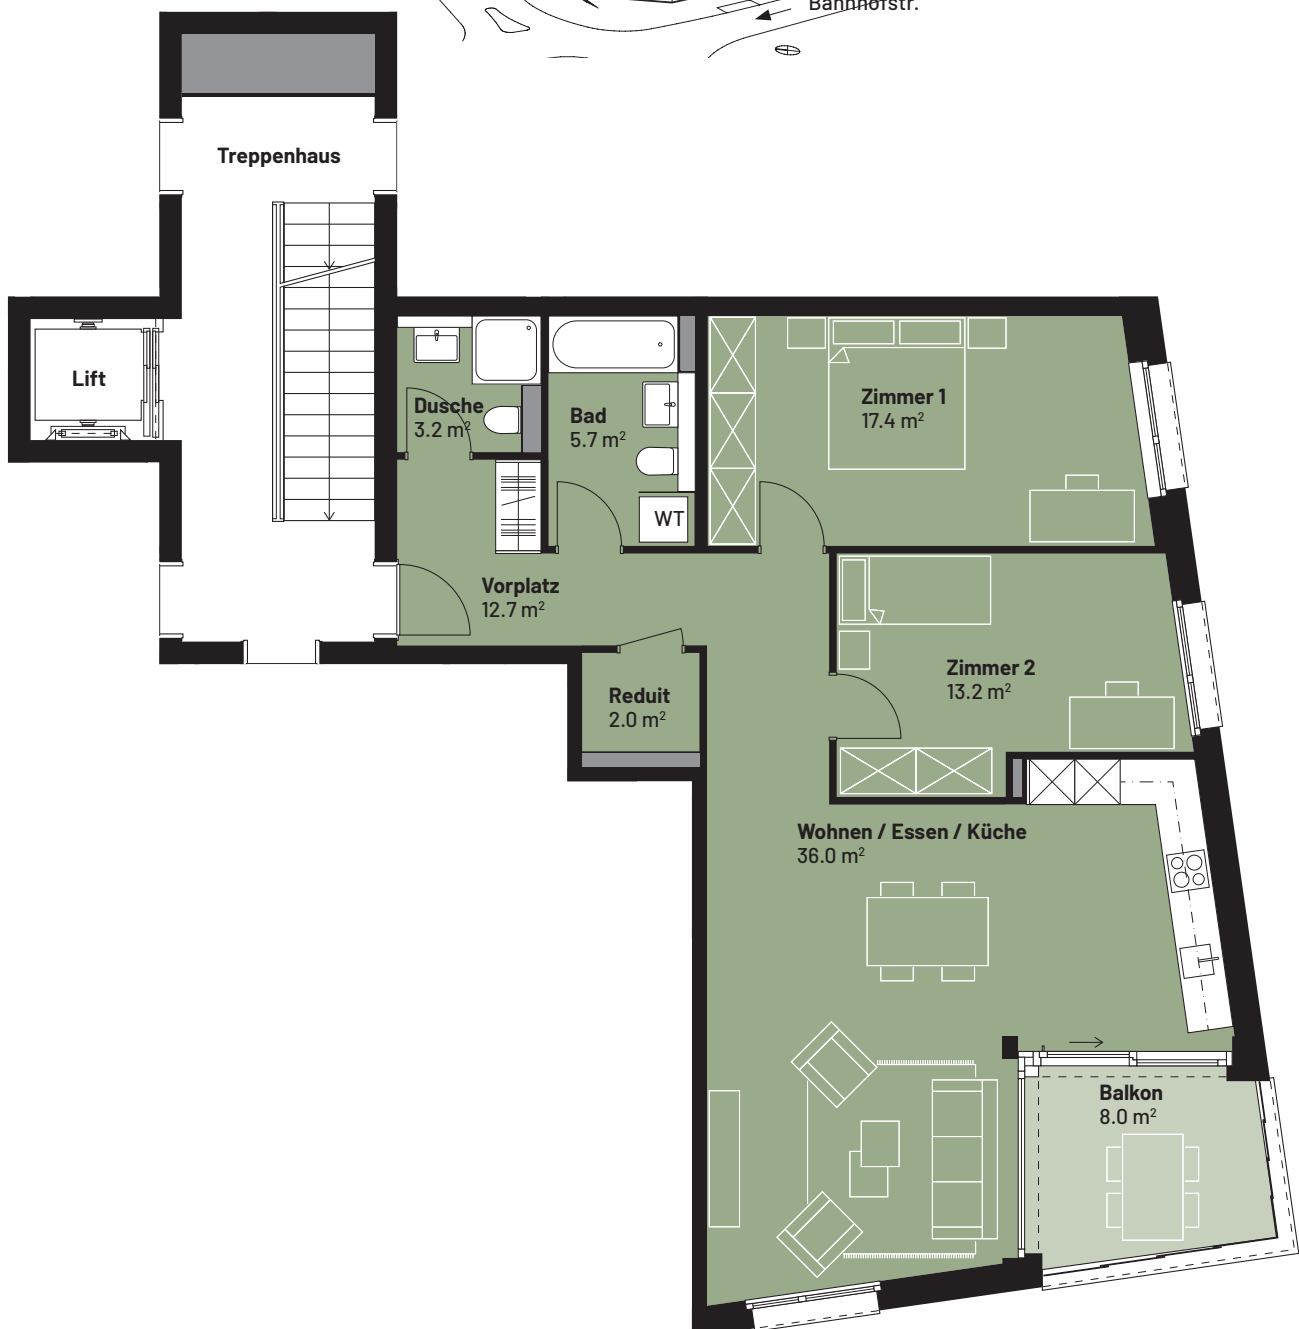 Bahnhofstr.
Treppenhaus
Lift
Dusche
3.2 m²
Bad
5.7 m²
Zimmer 1
17.4 m²
WT
Vorplatz
12.7 m²
Zimmer 2
13.2 m²
Reduit
2.0 m²
Wohnen / Essen / Küche
36.0 m²
Balkon
8.0 m²